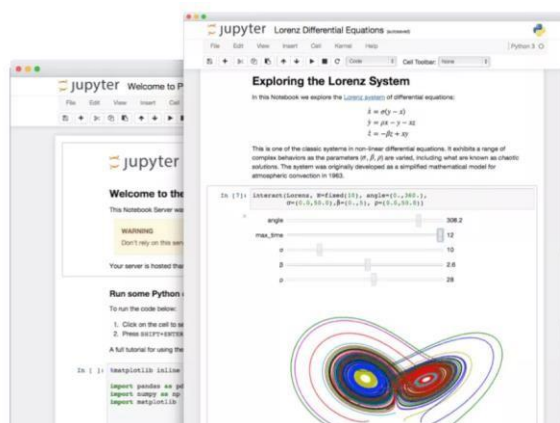 jupyter Lorenz Differential Equations (autosaved)
File Edit View Insert Cell Kernel Help Python 3
Code Cell Toolbar: None
Exploring the Lorenz System
In this Notebook we explore the Lorenz system of differential equations:
ẋ = σ(y − x)
ẏ = ρx − y − xz
ż = −βz + xy
This is one of the classic systems in non-linear differential equations. It exhibits a range of
complex behaviors as the parameters (σ, β, ρ) are varied, including what are known as chaotic
solutions. The system was originally developed as a simplified mathematical model for
atmospheric convection in 1963.
In [7]: interact(Lorenz, N=fixed(10), angle=(0.,360.),
σ=(0.0,50.0),β=(0.,5), ρ=(0.0,50.0))
angle 308.2
max_time 12
σ 10
β 2.6
ρ 28
jupyter Welcome to P
File Edit View Insert Cell
jupyter
Welcome to the
This Notebook Server was
WARNING
Don't rely on this serv
Your server is hosted than
Run some Python
To run the code below:
1. Click on the cell to se
2. Press SHIFT+ENTER
A full tutorial for using the
In [ ]: %matplotlib inline
import pandas as pd
import numpy as np
import matplotlib